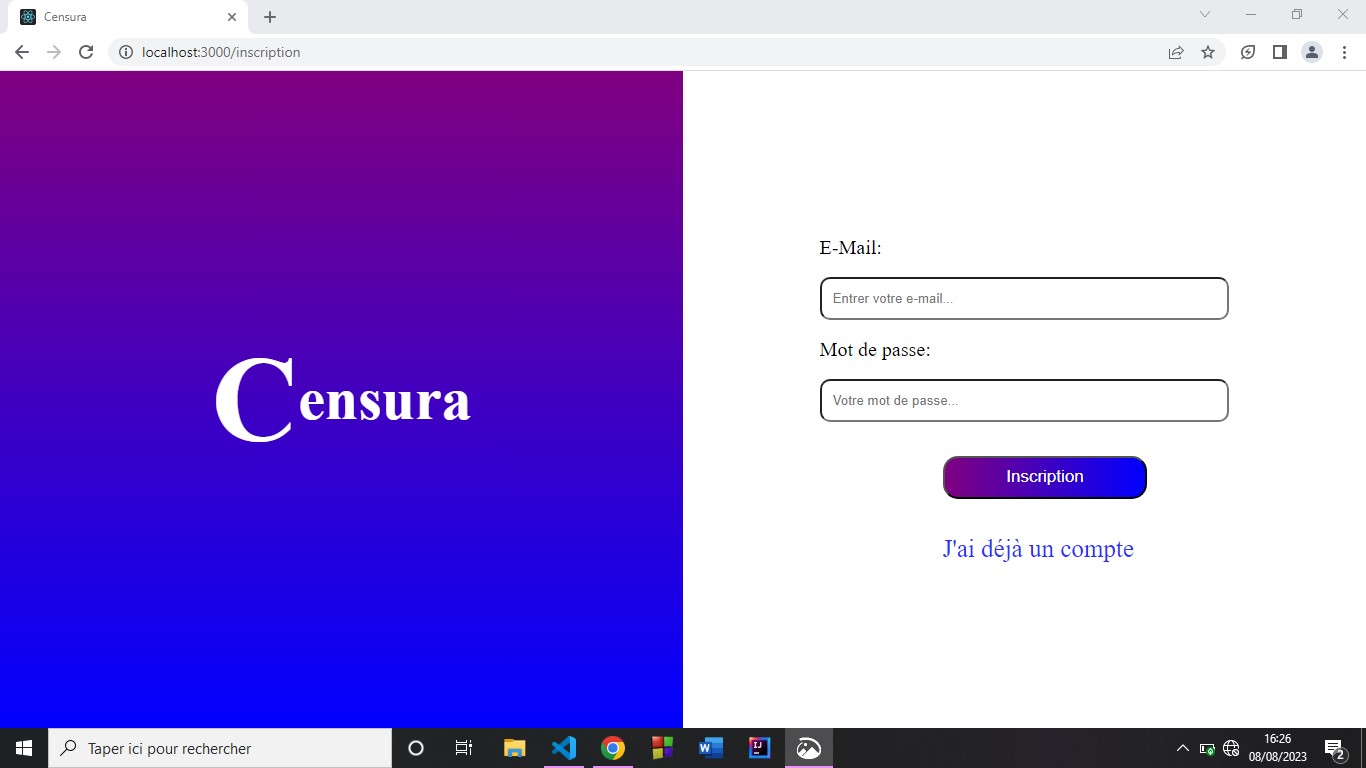 Censura
localhost:3000/inscription
Censura
E-Mail:
Entrer votre e-mail...
Mot de passe:
Votre mot de passe...
Inscription
J'ai déjà un compte
Taper ici pour rechercher
16:26
08/08/2023
2